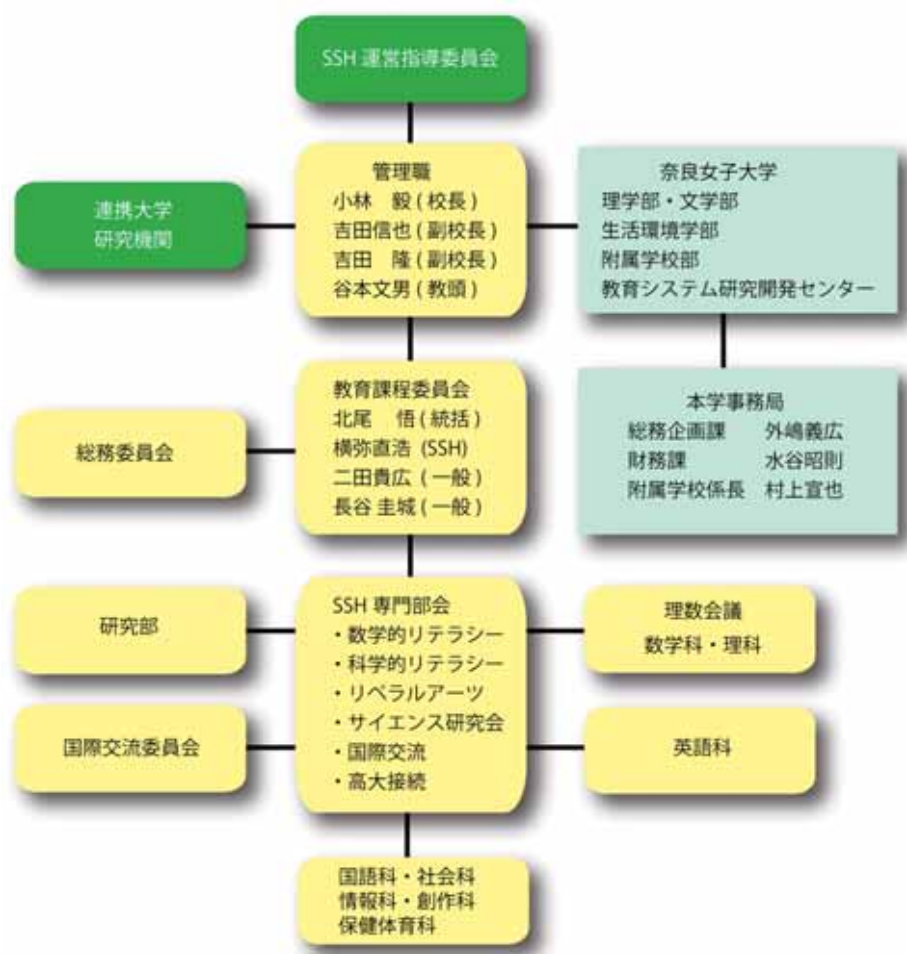 SSH 運営指導委員会
連携大学
研究機関
管理職
小林　毅 ( 校長 )
吉田信也 ( 副校長 )
吉田　隆 ( 副校長 )
谷本文男 ( 教頭 )
奈良女子大学
理学部・文学部
生活環境学部
附属学校部
教育システム研究開発センター
総務委員会
教育課程委員会
北尾　悟 ( 統括 )
横弥直浩 (SSH)
二田貴広 ( 一般 )
長谷 圭城 ( 一般 )
本学事務局
総務企画課　外嶋義広
財務課　水谷昭則
附属学校係長　村上宣也
研究部
国際交流委員会
SSH 専門部会
・数学的リテラシー
・科学的リテラシー
・リベラルアーツ
・サイエンス研究会
・国際交流
・高大接続
理数会議
数学科・理科
英語科
国語科・社会科
情報科・創作科
保健体育科